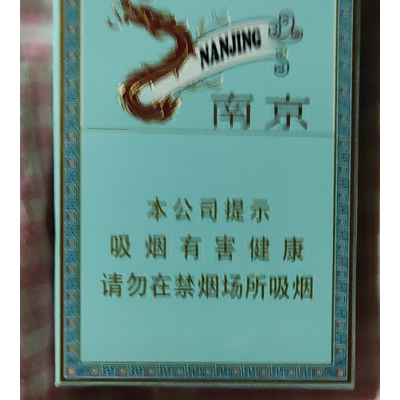 NANJING
南京
本公司提示
吸烟有害健康
请勿在禁烟场所吸烟